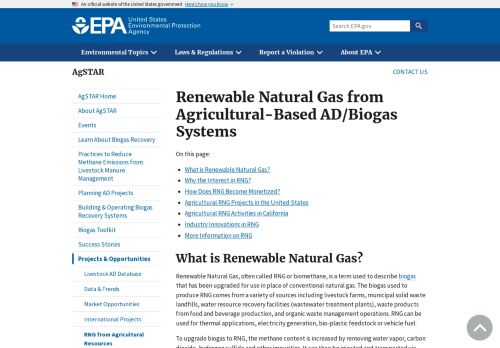 An official website of the United States government Here's how you know
EPA United States
Environmental Protection
Agency
Search EPA.gov
Environmental Topics Laws & Regulations Report a Violation About EPA
AgSTAR
CONTACT US
AgSTAR Home
About AgSTAR
Events
Learn About Biogas Recovery
Practices to Reduce
Methane Emissions from
Livestock Manure
Management
Planning AD Projects
Building & Operating Biogas
Recovery Systems
Biogas Toolkit
Success Stories
Projects & Opportunities
Livestock AD Database
Data & Trends
Market Opportunities
International Projects
RNG from Agricultural
Resources
Renewable Natural Gas from
Agricultural-Based AD/Biogas
Systems
On this page:
What is Renewable Natural Gas?
Why the Interest in RNG?
How Does RNG Become Monetized?
Agricultural RNG Projects in the United States
Agricultural RNG Activities in California
Industry Innovations in RNG
More Information on RNG
What is Renewable Natural Gas?
Renewable Natural Gas, often called RNG or biomethane, is a term used to describe biogas
that has been upgraded for use in place of conventional natural gas. The biogas used to
produce RNG comes from a variety of sources including livestock farms, municipal solid waste
landfills, water resource recovery facilities (wastewater treatment plants), waste products
from food and beverage production, and organic waste management operations. RNG can be
used for thermal applications, electricity generation, bio-plastic feedstock or vehicle fuel.
To upgrade biogas to RNG, the methane content is increased by removing water vapor, carbon